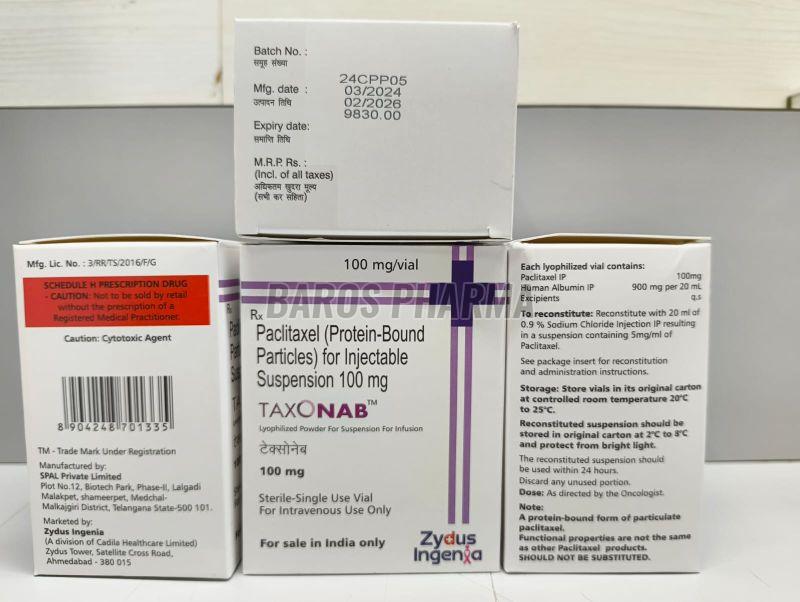 Batch No. :
समूह संख्या
Mfg. date :
उत्पादन तिथि
Expiry date:
समाप्ति तिथि
M.R.P. Rs. :
(Incl. of all taxes)
अधिकतम खुदरा मूल्य
(सभी कर सहित)
24CPP05
03/2024
02/2026
9830.00
Mfg. Lic. No. : 3/RR/TS/2016/F/G
SCHEDULE H PRESCRIPTION DRUG
- CAUTION: Not to be sold by retail
without the prescription of a
Registered Medical Practitioner.
Caution: Cytotoxic Agent
8 904248 701335
TM - Trade Mark Under Registration
Manufactured by:
SPAL Private Limited
Plot No.12, Biotech Park, Phase-II, Lalgadi
Malakpet, shameerpet, Medchal-
Malkajgiri District, Telangana State-500 101.
Marketed by:
Zydus Ingenia
(A division of Cadila Healthcare Limited)
Zydus Tower, Satellite Cross Road,
Ahmedabad - 380 015
100 mg/vial
BAROS PHARMA
Rx
Paclitaxel (Protein-Bound
Particles) for Injectable
Suspension 100 mg
TAXONAB™
Lyophilized Powder For Suspension For Infusion
टेक्सोनेब
100 mg
Sterile-Single Use Vial
For Intravenous Use Only
For sale in India only
Zydus
Ingenia
Each lyophilized vial contains:
Paclitaxel IP 100mg
Human Albumin IP 900 mg per 20 mL
Excipients q.s
To reconstitute: Reconstitute with 20 ml of
0.9 % Sodium Chloride Injection IP resulting
in a suspension containing 5mg/ml of
Paclitaxel.
See package insert for reconstitution
and administration instructions.
Storage: Store vials in its original carton
at controlled room temperature 20°C
to 25°C.
Reconstituted suspension should be
stored in original carton at 2°C to 8°C
and protect from bright light.
The reconstituted suspension should
be used within 24 hours.
Discard any unused portion.
Dose: As directed by the Oncologist.
Note:
A protein-bound form of particulate
paclitaxel.
Functional properties are not the same
as other Paclitaxel products.
SHOULD NOT BE SUBSTITUTED.